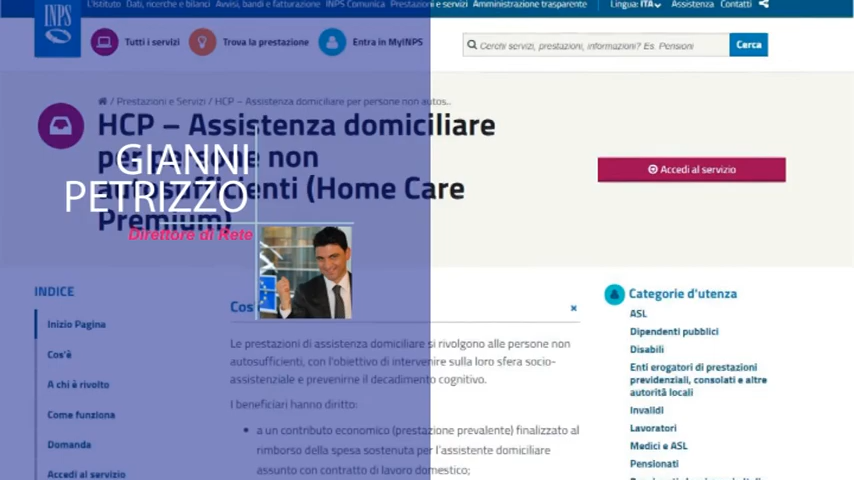 L'Istituto Dati, ricerche e bilanci Avvisi, bandi e fatturazione INPS Comunica Prestazioni e servizi Amministrazione trasparente Lingua: ITA Assistenza Contatti
INPS
Tutti i servizi Trova la prestazione Entra in MyINPS Cerchi servizi, prestazioni, informazioni? Es. Pensioni Cerca
/ Prestazioni e Servizi / HCP – Assistenza domiciliare per persone non autos..
HCP – Assistenza domiciliare
per persone non
autosufficienti (Home Care
Premium)
Accedi al servizio
GIANNI
PETRIZZO
Direttore di Rete
INDICE
Inizio Pagina
Cos'è
A chi è rivolto
Come funziona
Domanda
Accedi al servizio
Cos'
Le prestazioni di assistenza domiciliare si rivolgono alle persone non
autosufficienti, con l'obiettivo di intervenire sulla loro sfera socio-
assistenziale e prevenirne il decadimento cognitivo.
I beneficiari hanno diritto:
a un contributo economico (prestazione prevalente) finalizzato al
rimborso della spesa sostenuta per l'assistente domiciliare
assunto con contratto di lavoro domestico;
Categorie d'utenza
ASL
Dipendenti pubblici
Disabili
Enti erogatori di prestazioni
previdenziali, consolati e altre
autorità locali
Invalidi
Lavoratori
Medici e ASL
Pensionati